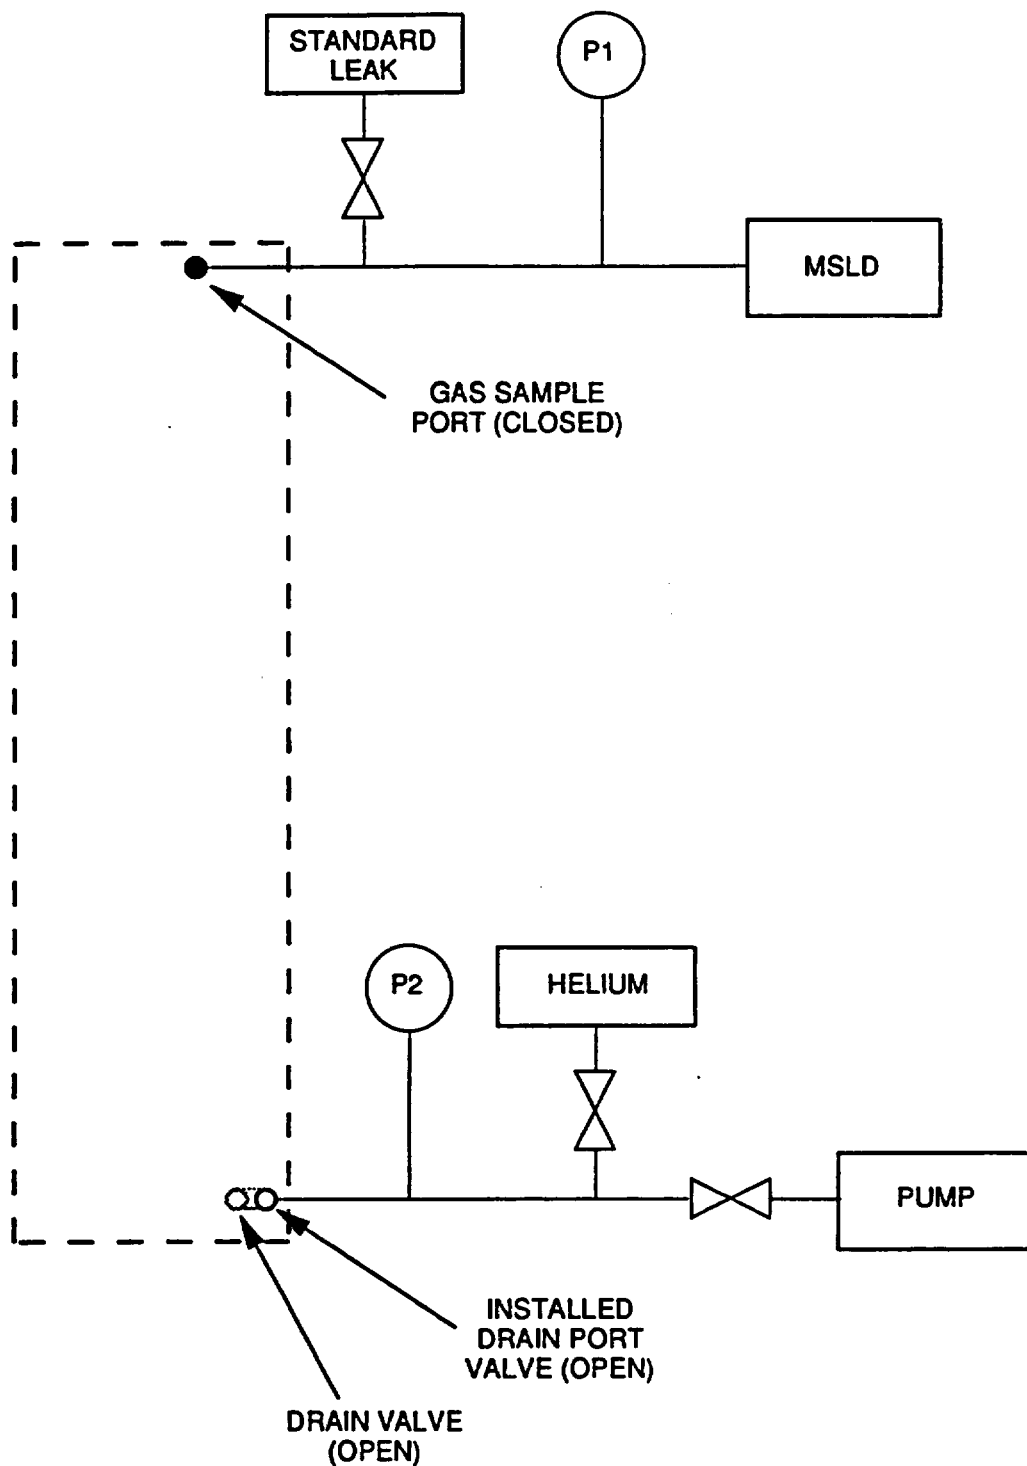 STANDARD
LEAK
P1
MSLD
GAS SAMPLE
PORT (CLOSED)
P2
HELIUM
PUMP
INSTALLED
DRAIN PORT
VALVE (OPEN)
DRAIN VALVE
(OPEN)